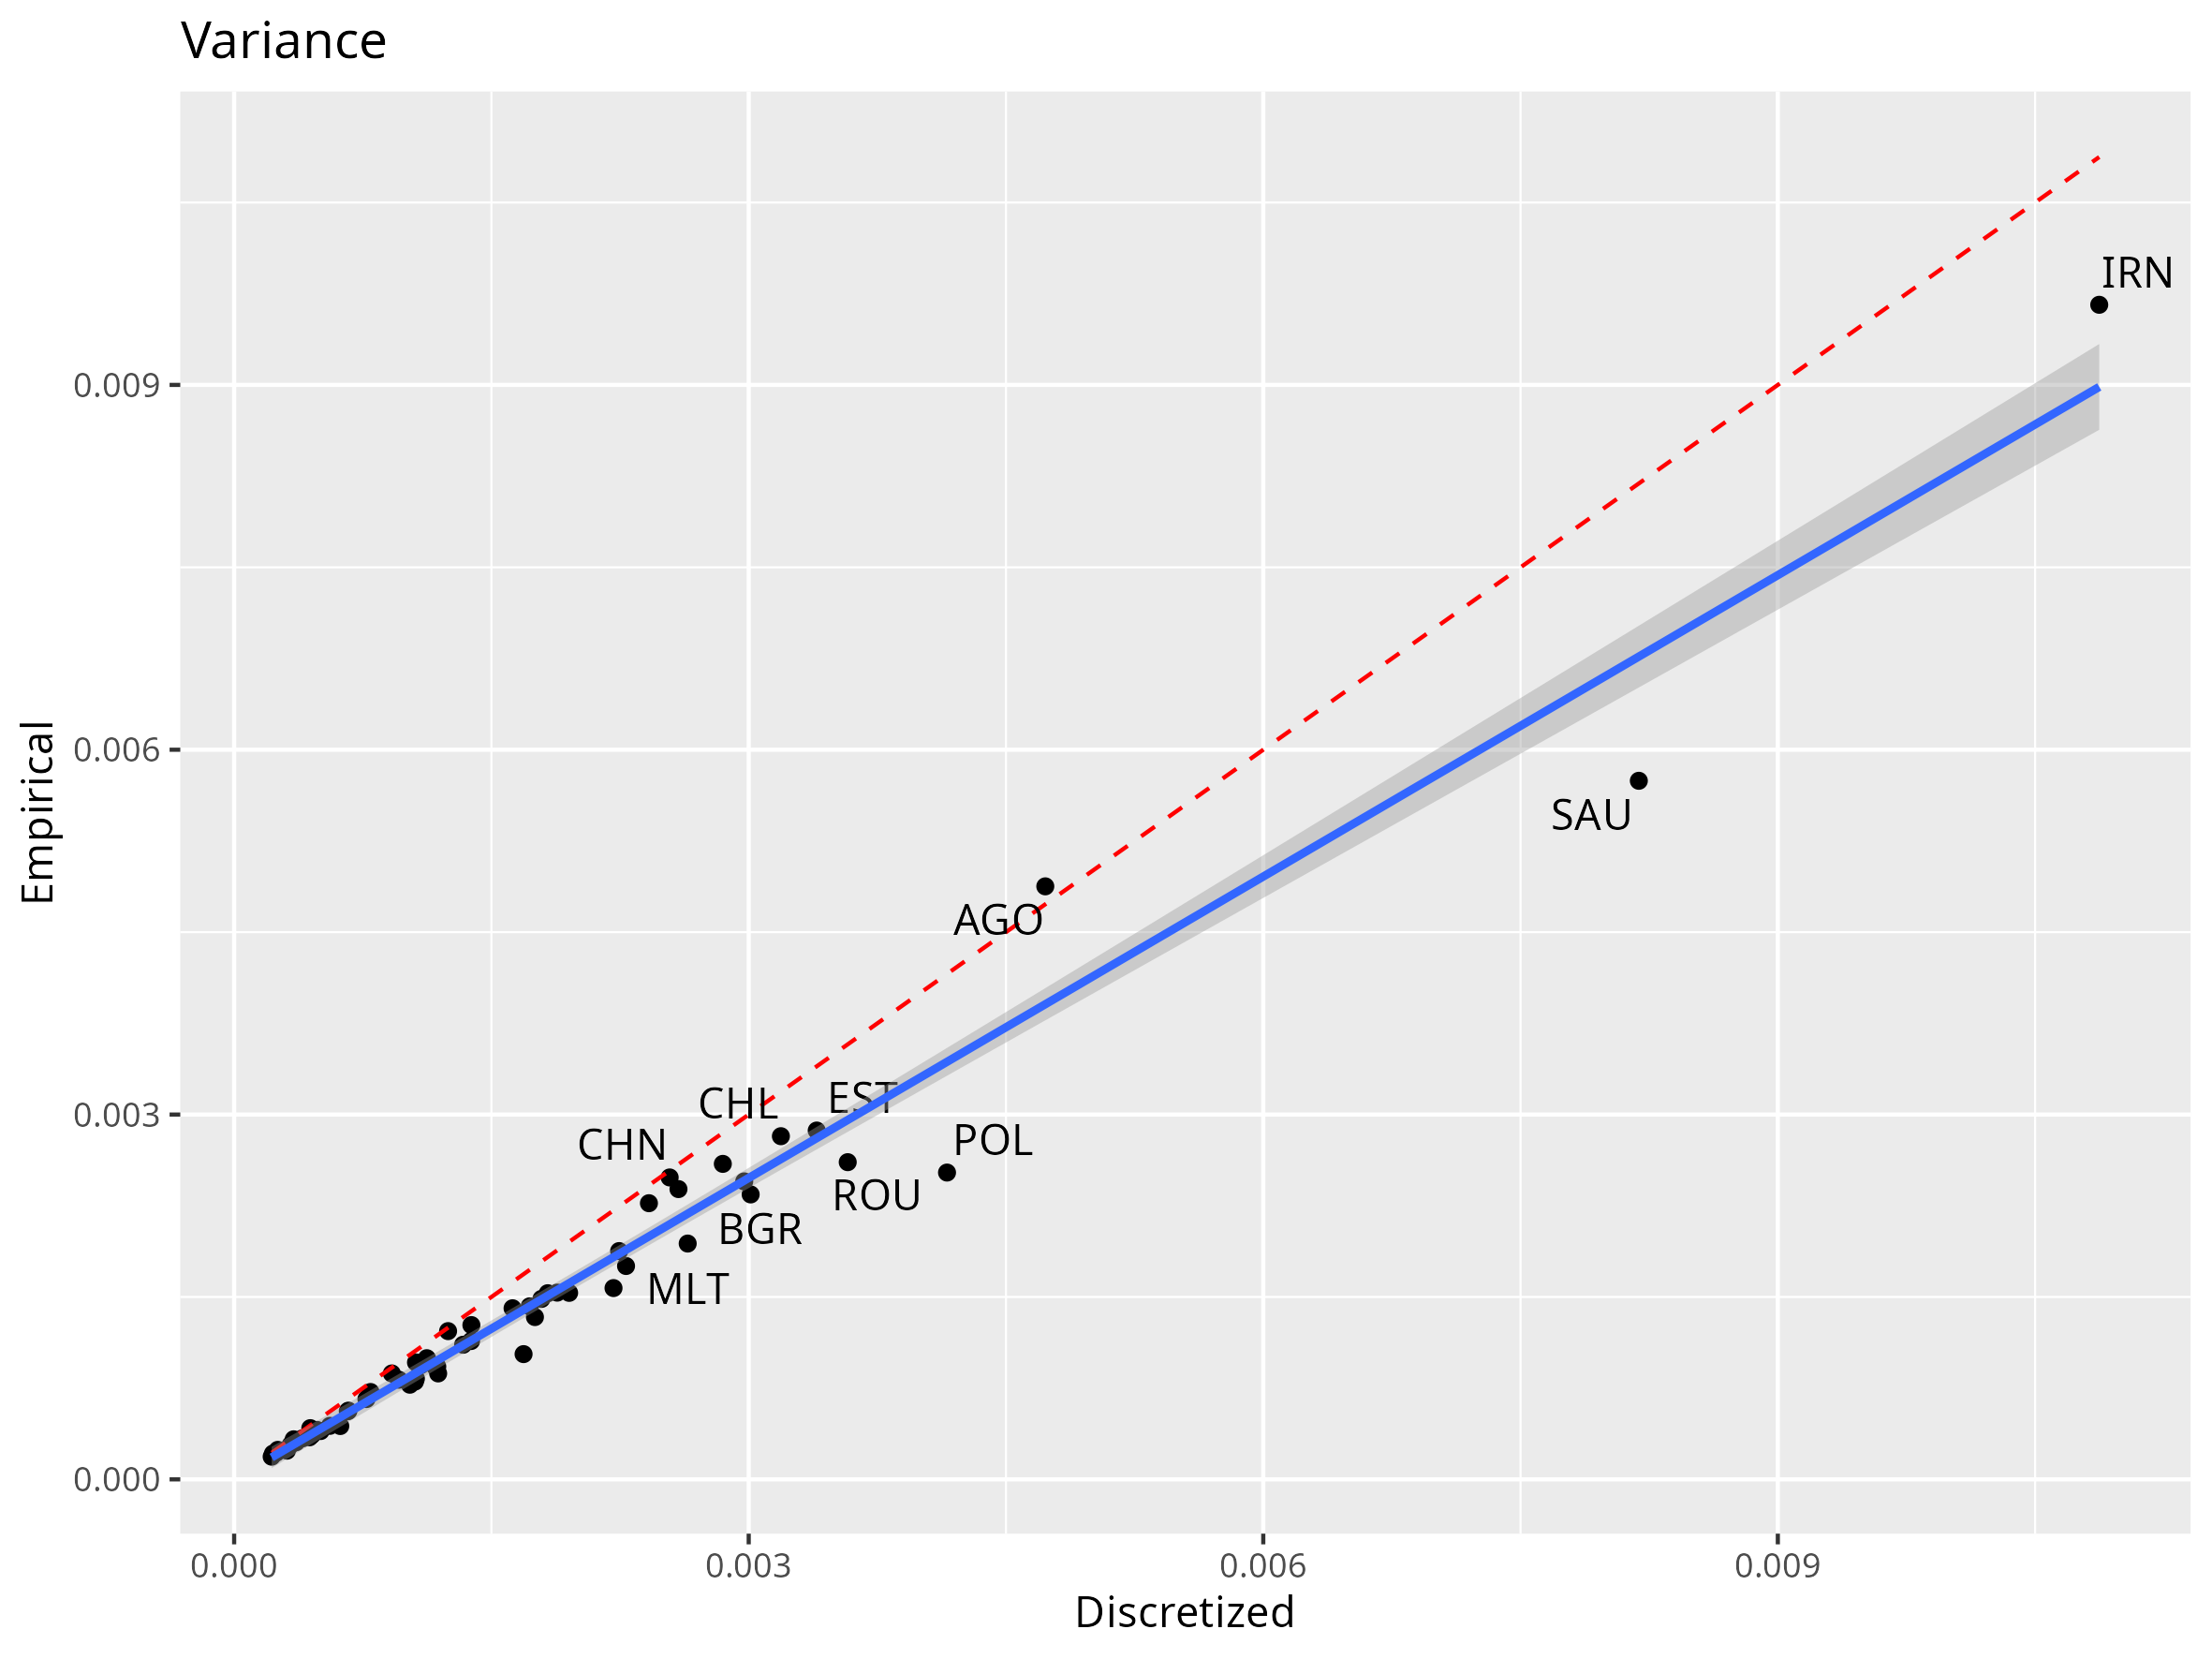 Variance
IRN
0.009
SAU
0.006
AGO
Empirical
CHL
EST
CHN
POL
0.003
ROU
BGR
MLT
0.000
0.000
0.003
0.006
0.009
Discretized